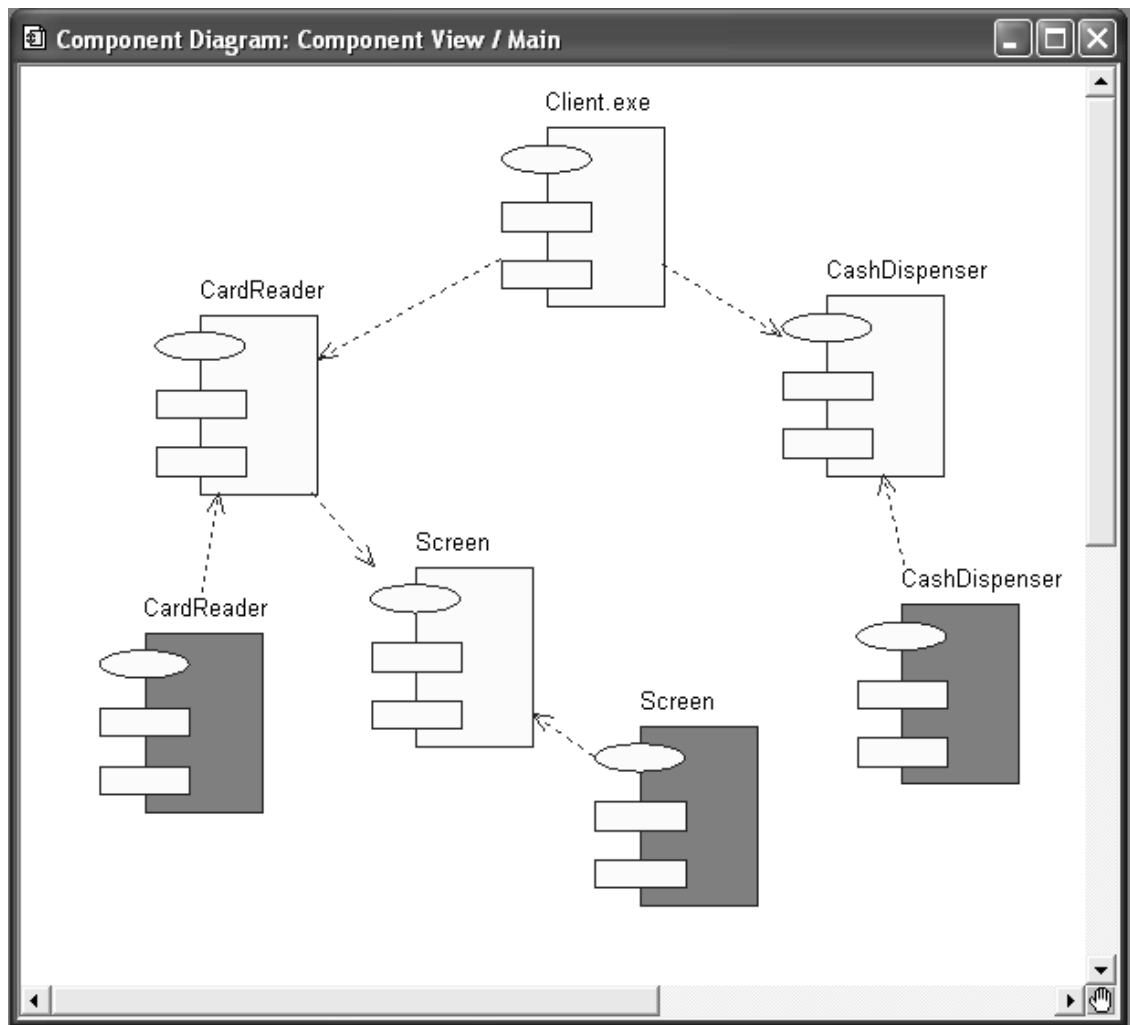 Component Diagram: Component View / Main
Client.exe
CashDispenser
CardReader
Screen
CashDispenser
CardReader
Screen